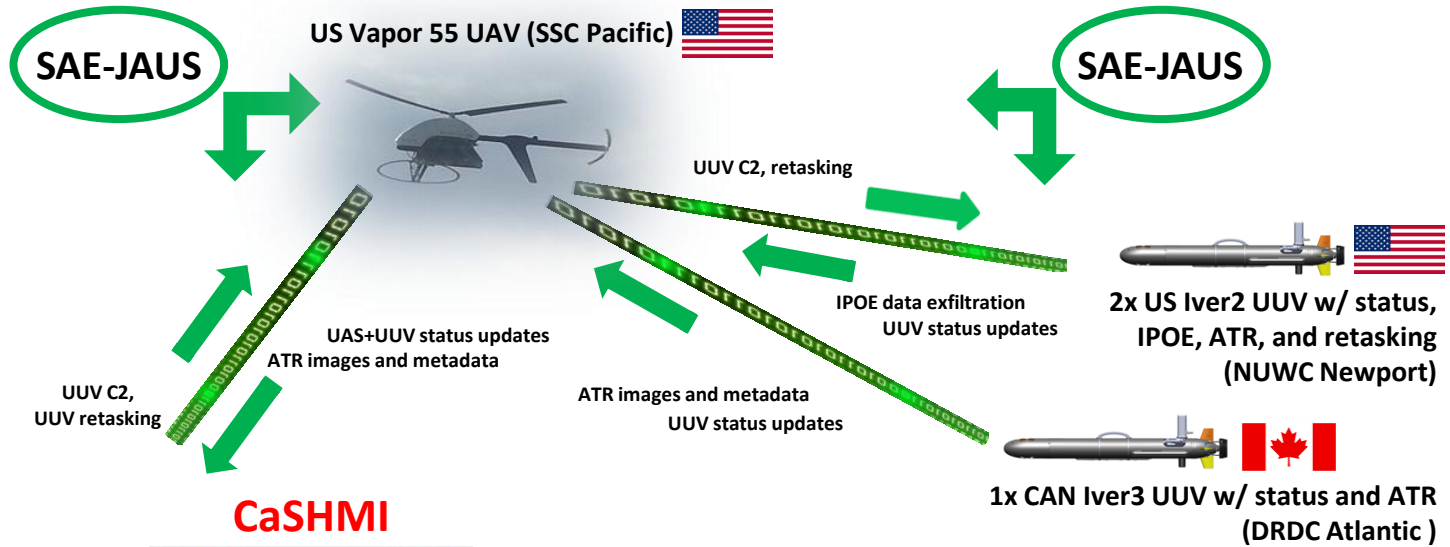 US Vapor 55 UAV (SSC Pacific)
SAE-JAUS
SAE-JAUS
UUV C2, retasking
IPOE data exfiltration
UUV status updates
2x US Iver2 UUV w/ status,
IPOE, ATR, and retasking
(NUWC Newport)
UAS+UUV status updates
ATR images and metadata
UUV C2,
UUV retasking
ATR images and metadata
UUV status updates
1x CAN Iver3 UUV w/ status and ATR
(DRDC Atlantic )
CaSHMI